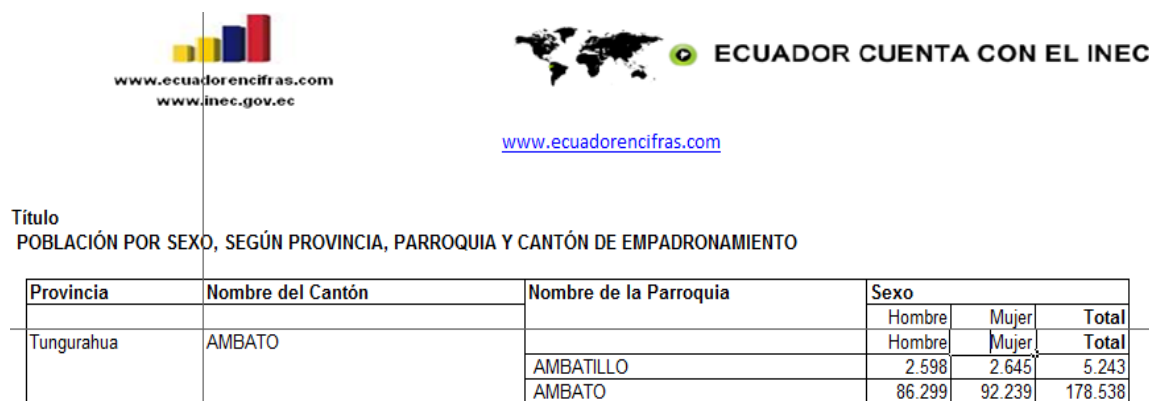 www.ecuadorencifras.com
www.inec.gov.ec
ECUADOR CUENTA CON EL INEC
www.ecuadorencifras.com
Título
POBLACIÓN POR SEXO, SEGÚN PROVINCIA, PARROQUIA Y CANTÓN DE EMPADRONAMIENTO
Provincia Nombre del Cantón Nombre de la Parroquia Sexo
Hombre Mujer Total
Tungurahua AMBATO Hombre Mujer Total
AMBATILLO 2.598 2.645 5.243
AMBATO 86.299 92.239 178.538